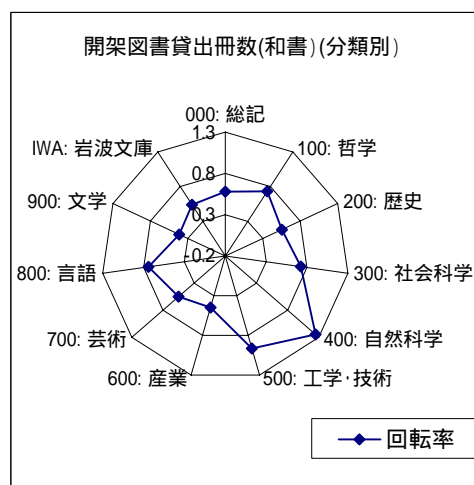 開架図書貸出冊数(和書)(分類別)
000: 総記
1.3
IWA: 岩波文庫
100: 哲学
0.8
900: 文学
200: 歴史
0.3
800: 言語
-0.2
300: 社会科学
700: 芸術
400: 自然科学
600: 産業
500: 工学･技術
回転率